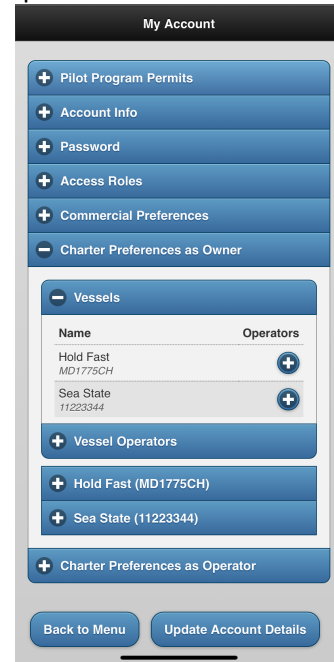 My Account
Pilot Program Permits
Account Info
Password
Access Roles
Commercial Preferences
Charter Preferences as Owner
Vessels
Name Operators
Hold Fast
MD1775CH
Sea State
11223344
Vessel Operators
Hold Fast (MD1775CH)
Sea State (11223344)
Charter Preferences as Operator
Back to Menu Update Account Details